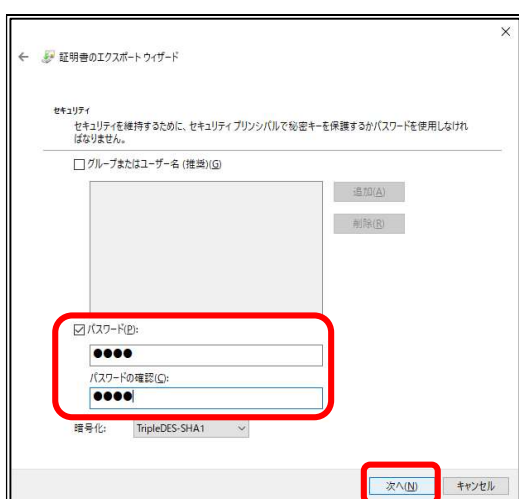 証明書のエクスポート ウィザード
セキュリティ
セキュリティを維持するために、セキュリティ プリンシパルで秘密キーを保護するかパスワードを使用しなけれ
ばなりません。
グループまたはユーザー名 (推奨)(G)
追加(A)
削除(R)
パスワード(P):
●●●●
パスワードの確認(C):
●●●●
暗号化: TripleDES-SHA1
次へ(N) キャンセル